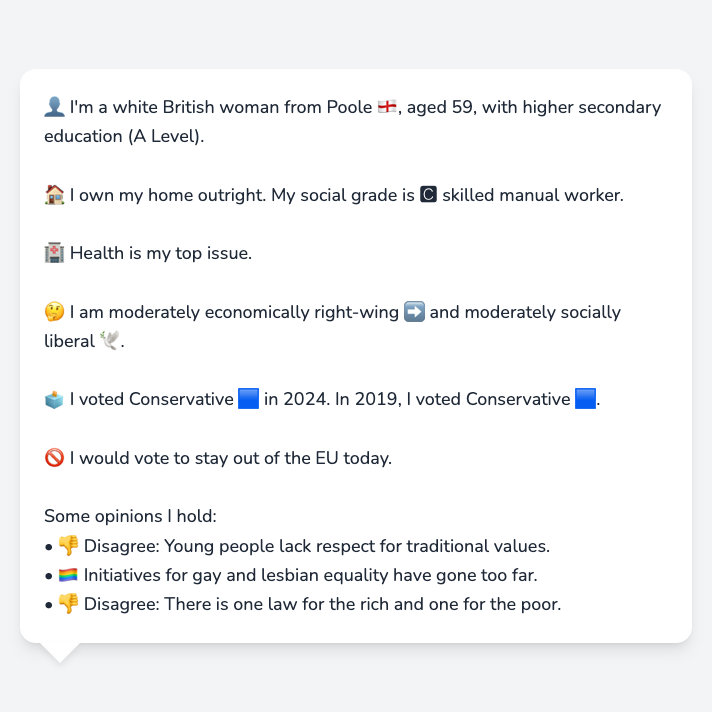 👤 I'm a white British woman from Poole 🏴󠁧󠁢󠁥󠁮󠁧󠁿, aged 59, with higher secondary
education (A Level).
🏠 I own my home outright. My social grade is 🅲 skilled manual worker.
🏥 Health is my top issue.
🤔 I am moderately economically right-wing ➡️ and moderately socially
liberal 🕊️.
🗳️ I voted Conservative 🟦 in 2024. In 2019, I voted Conservative 🟦.
🚫 I would vote to stay out of the EU today.
Some opinions I hold:
• 👎 Disagree: Young people lack respect for traditional values.
• 🏳️‍🌈 Initiatives for gay and lesbian equality have gone too far.
• 👎 Disagree: There is one law for the rich and one for the poor.